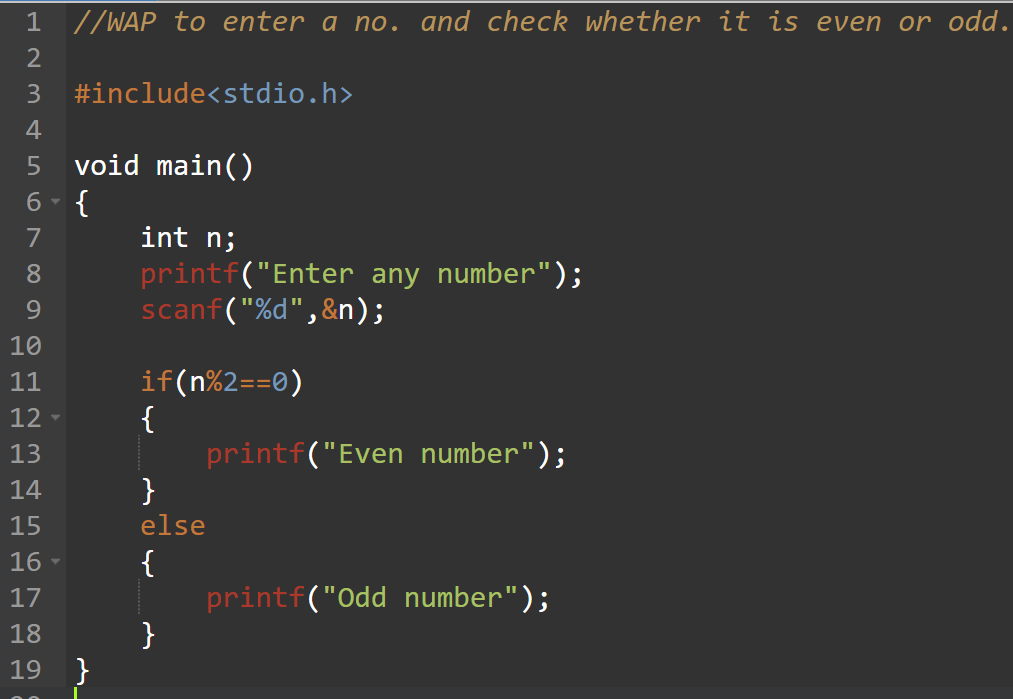 1 //WAP to enter a no. and check whether it is even or odd.
2
3 #include<stdio.h>
4
5 void main()
6 {
7     int n;
8     printf("Enter any number");
9     scanf("%d",&n);
10
11     if(n%2==0)
12     {
13         printf("Even number");
14     }
15     else
16     {
17         printf("Odd number");
18     }
19 }